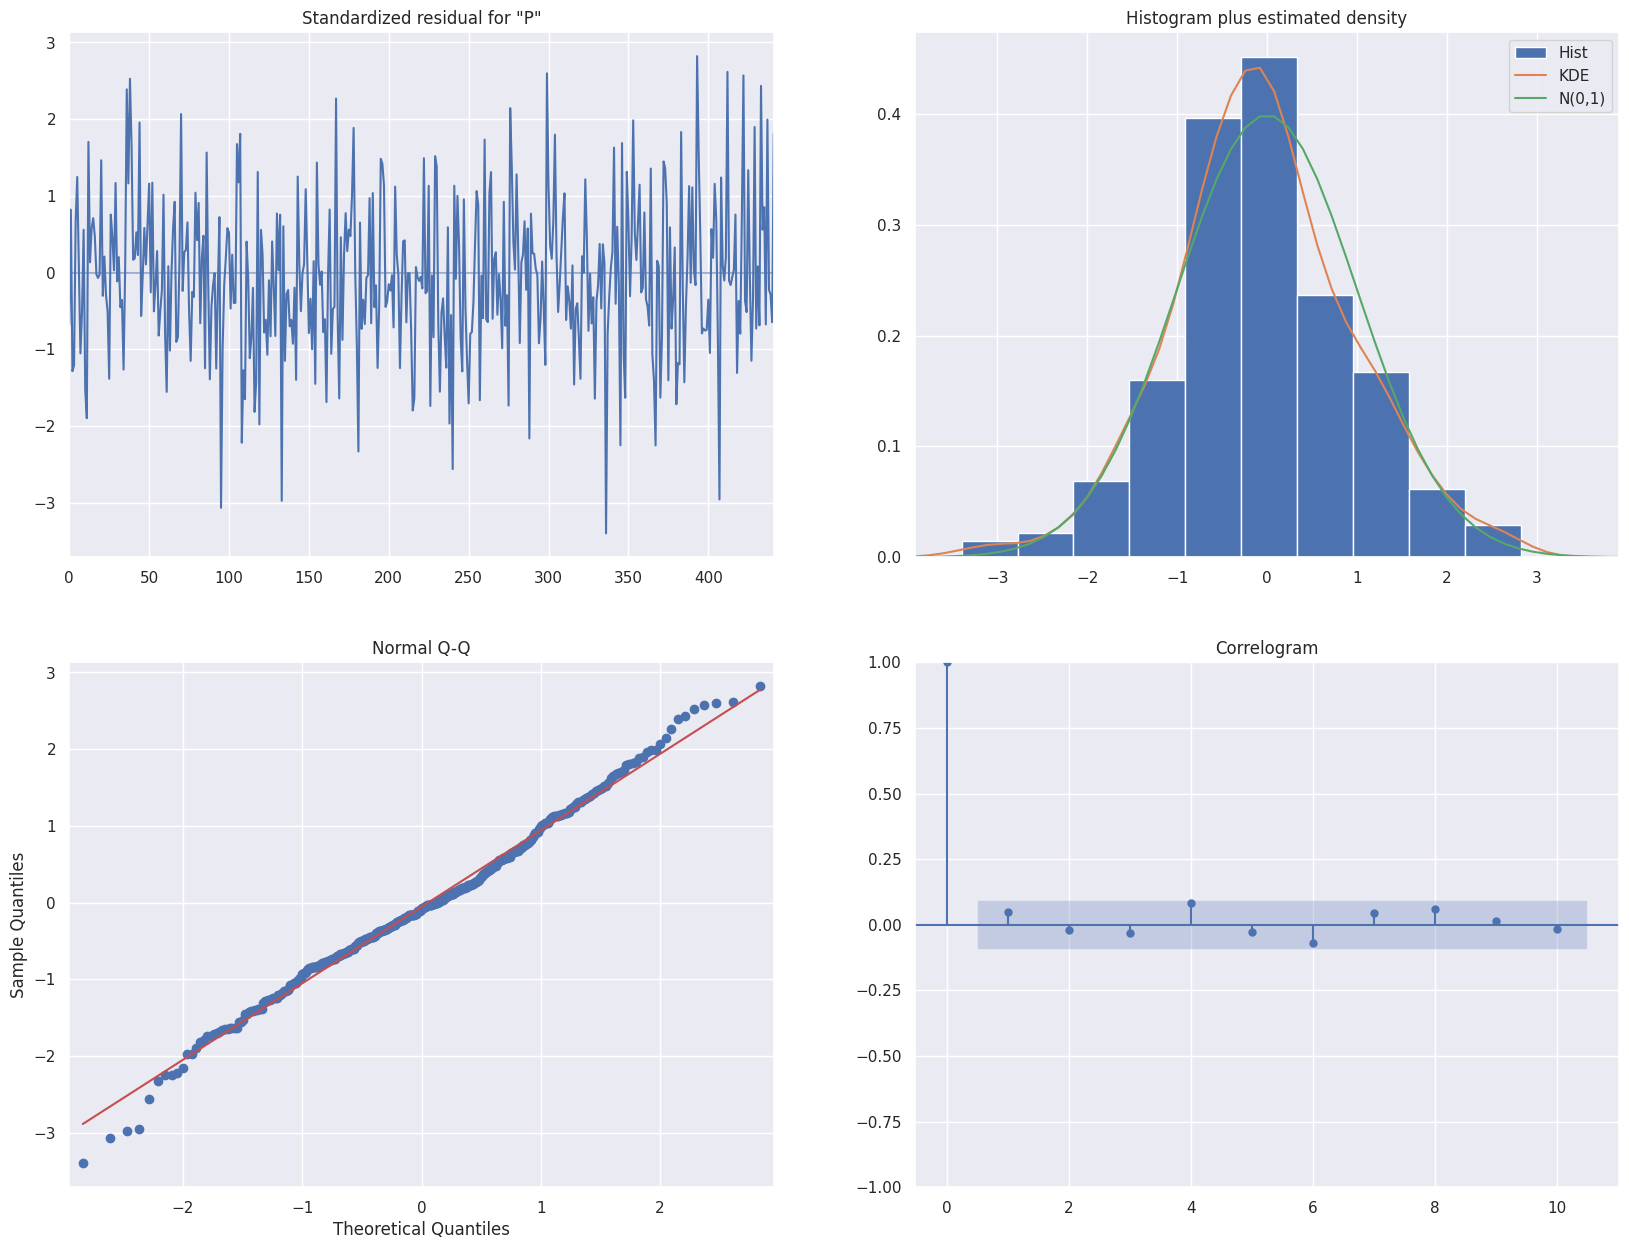 Standardized residual for "P"
3
2
1
0
−1
−2
−3
0 50 100 150 200 250 300 350 400
Histogram plus estimated density
Hist
KDE
N(0,1)
0.4
0.3
0.2
0.1
0.0
−3 −2 −1 0 1 2 3
Normal Q-Q
Sample Quantiles
3
2
1
0
−1
−2
−3
−2 −1 0 1 2
Theoretical Quantiles
Correlogram
1.00
0.75
0.50
0.25
0.00
−0.25
−0.50
−0.75
−1.00
0 2 4 6 8 10